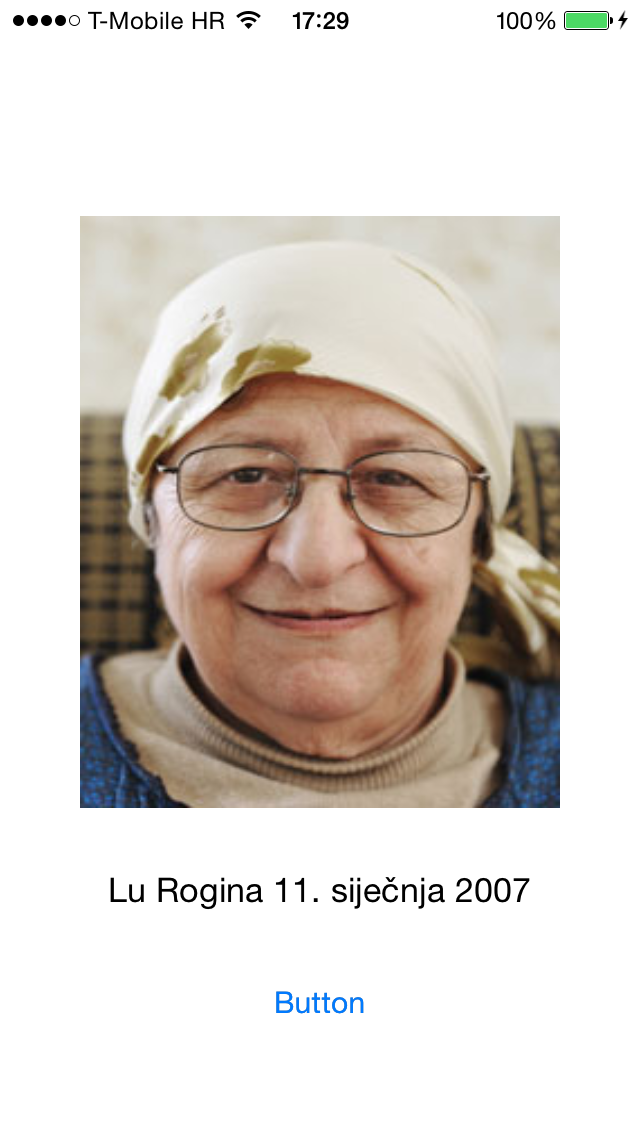 T-Mobile HR 17:29 100%
Lu Rogina 11. siječnja 2007
Button